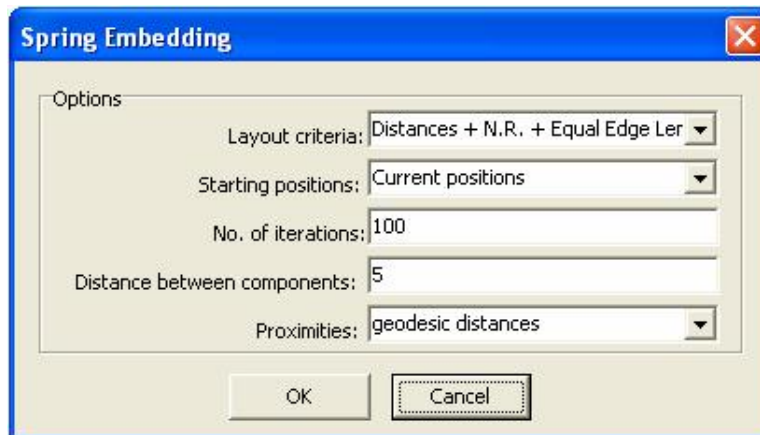 Spring Embedding
Options
Layout criteria: Distances + N.R. + Equal Edge Ler
Starting positions: Current positions
No. of iterations: 100
Distance between components: 5
Proximities: geodesic distances
OK Cancel